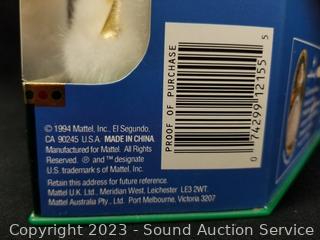 © 1994 Mattel, Inc., El Segundo,
CA 90245 U.S.A. MADE IN CHINA
Manufactured for Mattel. All Rights
Reserved. ® and ™ designate
U.S. trademarks of Mattel, Inc.
Retain this address for future reference.
Mattel U.K. Ltd. Meridian West, Leicester LE3 2WT.
Mattel Australia Pty., Ltd. Port Melbourne, Victoria 3207
PROOF OF PURCHASE
0 74299 12155 5
Copyright 2023 - Sound Auction Service